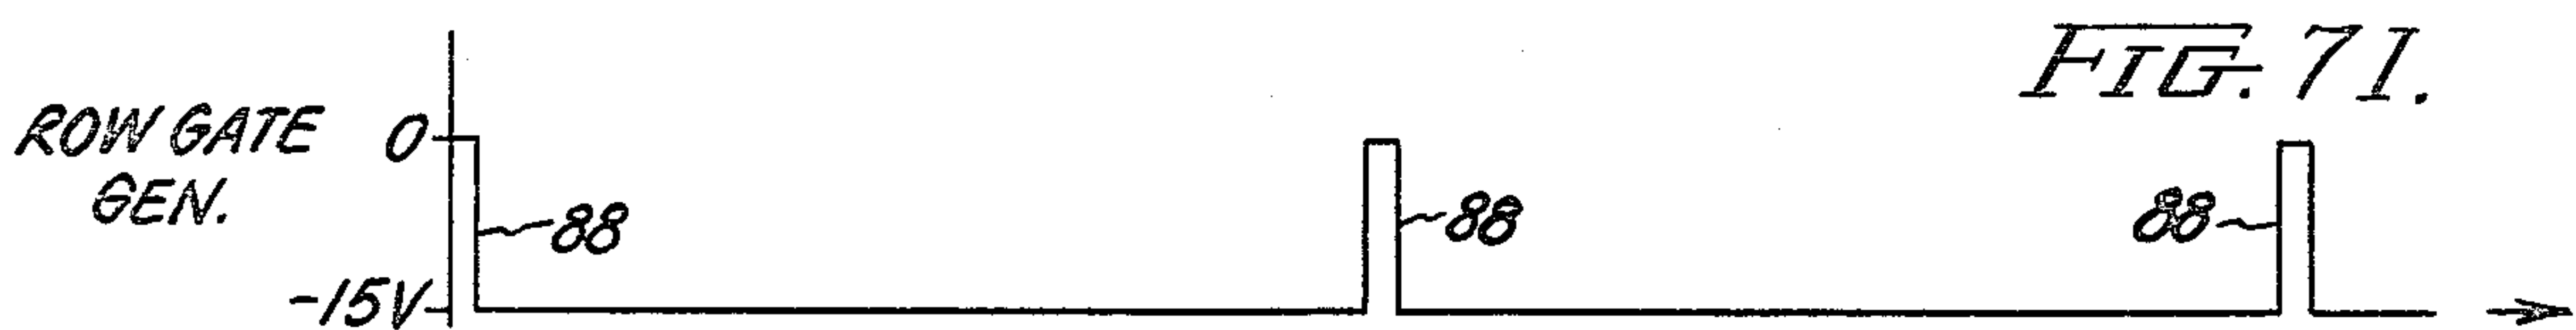 FIG. 7I.
ROW GATE
GEN.
0
88
88
88
-15V